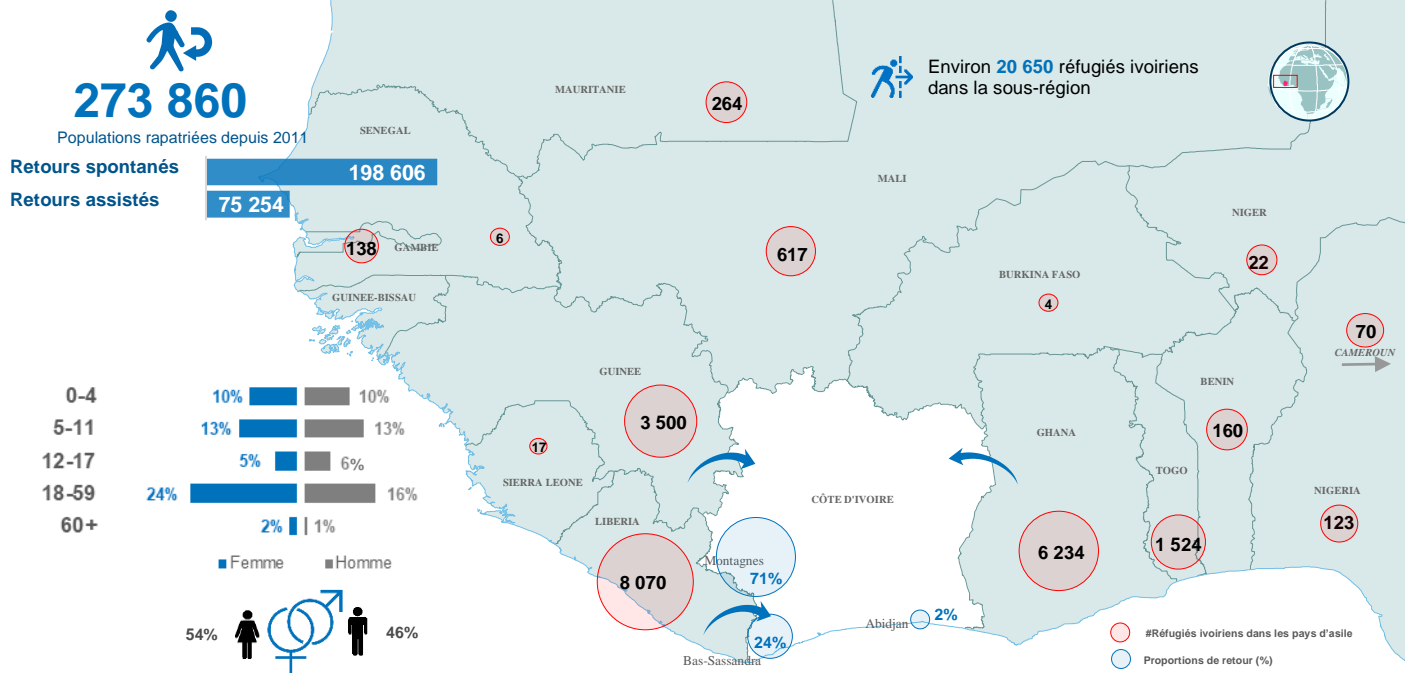 273 860
Populations rapatriées depuis 2011
Retours spontanés
198 606
Retours assistés
75 254
Environ 20 650 réfugiés ivoiriens
dans la sous-région
MAURITANIE
264
SENEGAL
MALI
NIGER
138
GAMBIE
6
617
22
BURKINA FASO
4
GUINEE-BISSAU
70
CAMEROUN
GUINEE
3 500
BENIN
160
GHANA
17
SIERRA LEONE
TOGO
CÔTE D'IVOIRE
NIGERIA
123
LIBERIA
8 070
Montagnes
71%
6 234
1 524
Bas-Sassandra
24%
Abidjan
2%
0-4
10%
10%
5-11
13%
13%
12-17
5%
6%
18-59
24%
16%
60+
2%
1%
Femme
Homme
54%
46%
#Réfugiés ivoiriens dans les pays d'asile
Proportions de retour (%)